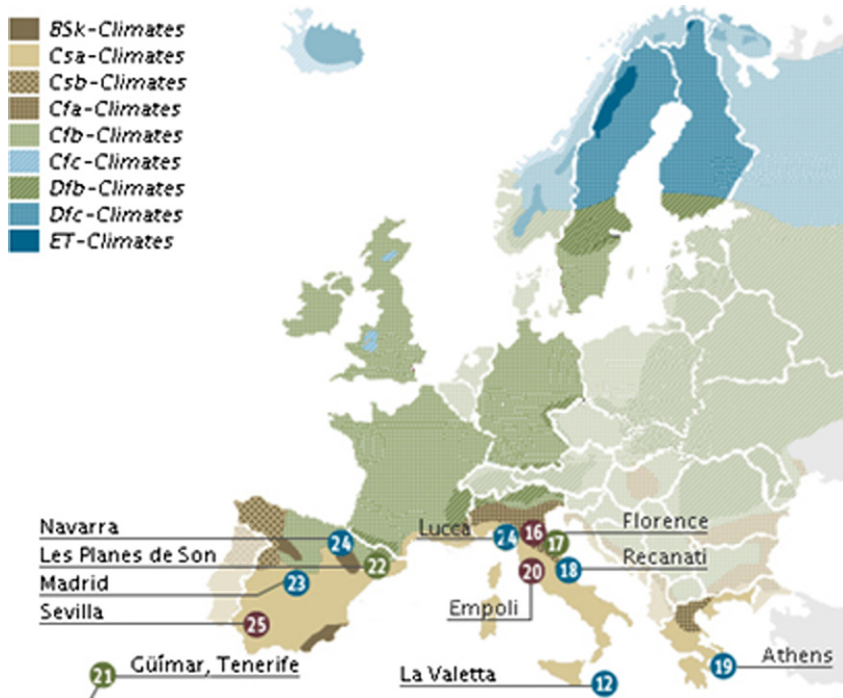 BSk-Climates
Csa-Climates
Csb-Climates
Cfa-Climates
Cfb-Climates
Cfc-Climates
Dfb-Climates
Dfc-Climates
ET-Climates
Navarra
24
Les Planes de Son
22
Madrid
23
Sevilla
25
21
Güímar, Tenerife
Lucca
24
16
Florence
17
18
Recanati
20
Empoli
La Valetta
12
19
Athens